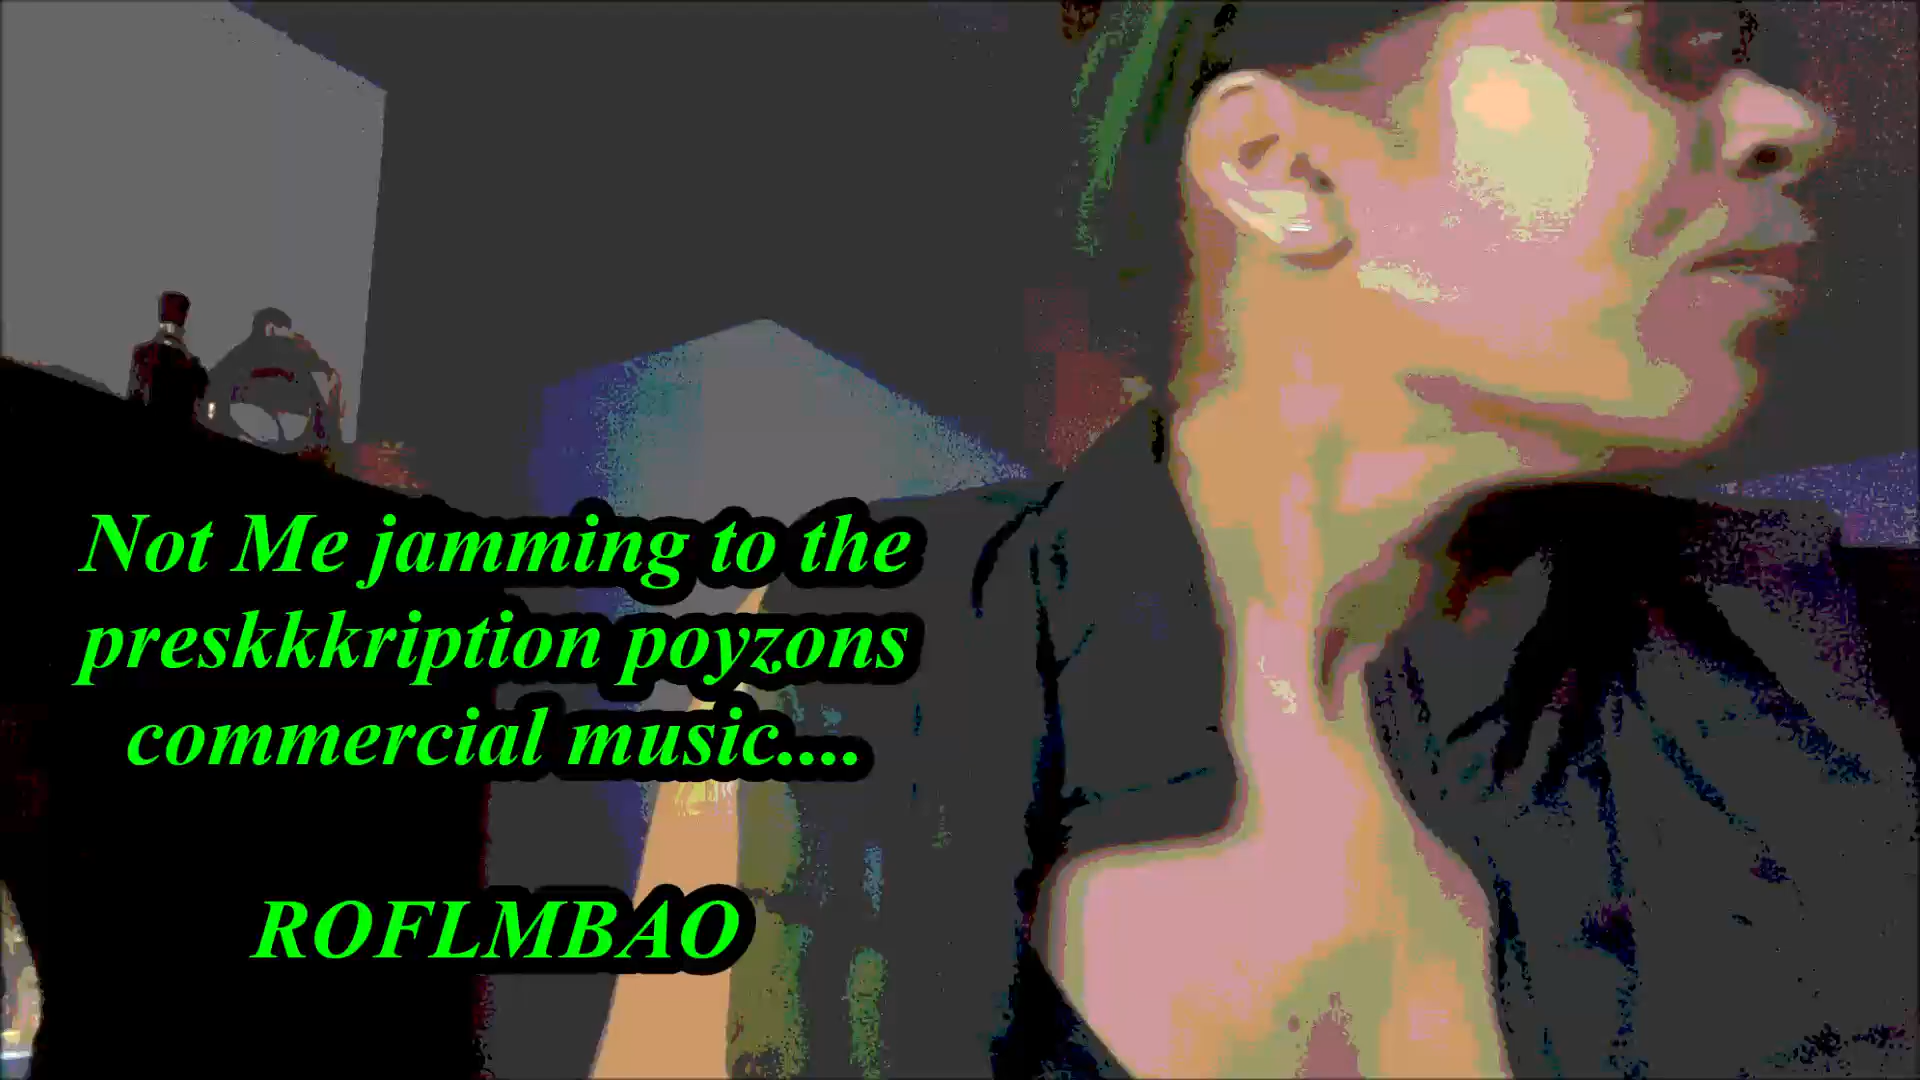 Not Me jamming to the
preskkkription poyzons
commercial music....
ROFLMBAO